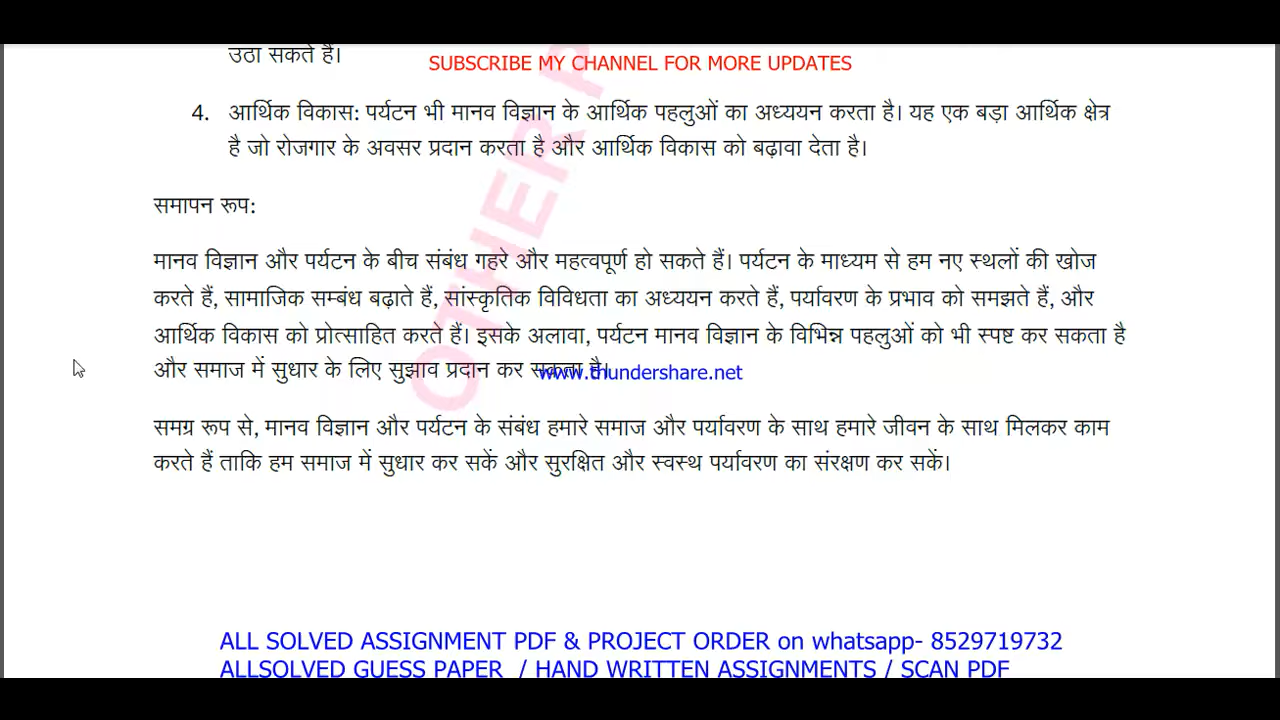 उठा सकते हैं।
SUBSCRIBE MY CHANNEL FOR MORE UPDATES
4. आर्थिक विकास: पर्यटन भी मानव विज्ञान के आर्थिक पहलुओं का अध्ययन करता है। यह एक बड़ा आर्थिक क्षेत्र
है जो रोजगार के अवसर प्रदान करता है और आर्थिक विकास को बढ़ावा देता है।
समापन रूप:
मानव विज्ञान और पर्यटन के बीच संबंध गहरे और महत्वपूर्ण हो सकते हैं। पर्यटन के माध्यम से हम नए स्थलों की खोज
करते हैं, सामाजिक सम्बंध बढ़ाते हैं, सांस्कृतिक विविधता का अध्ययन करते हैं, पर्यावरण के प्रभाव को समझते हैं, और
आर्थिक विकास को प्रोत्साहित करते हैं। इसके अलावा, पर्यटन मानव विज्ञान के विभिन्न पहलुओं को भी स्पष्ट कर सकता है
और समाज में सुधार के लिए सुझाव प्रदान कर सकता है।
www.thundershare.net
समग्र रूप से, मानव विज्ञान और पर्यटन के संबंध हमारे समाज और पर्यावरण के साथ हमारे जीवन के साथ मिलकर काम
करते हैं ताकि हम समाज में सुधार कर सकें और सुरक्षित और स्वस्थ पर्यावरण का संरक्षण कर सकें।
OTHER P
ALL SOLVED ASSIGNMENT PDF & PROJECT ORDER on whatsapp- 8529719732
ALLSOLVED GUESS PAPER / HAND WRITTEN ASSIGNMENTS / SCAN PDF